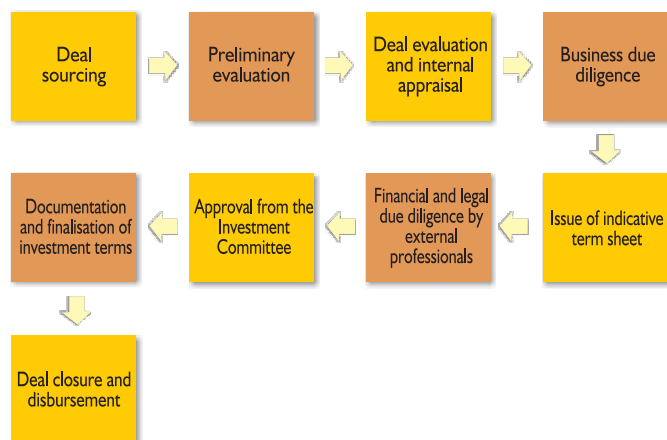 Deal
sourcing
Preliminary
evaluation
Deal evaluation
and internal
appraisal
Business due
diligence
Issue of indicative
term sheet
Financial and legal
due diligence by
external
professionals
Approval from the
Investment
Committee
Documentation
and finalisation of
investment terms
Deal closure and
disbursement